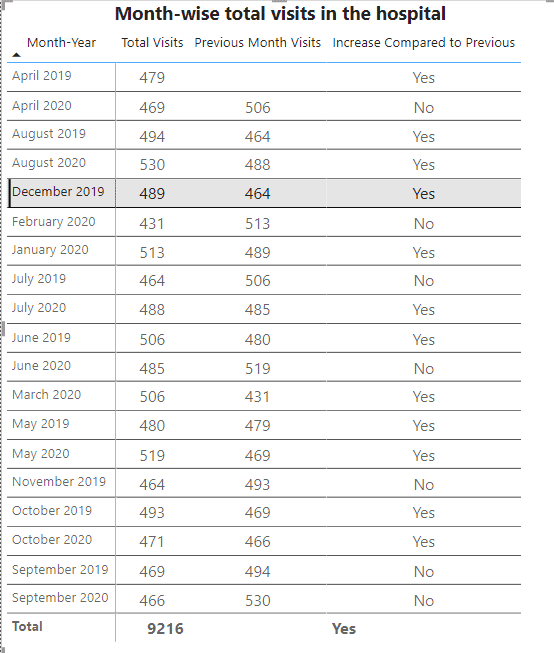 Month-wise total visits in the hospital
Month-Year Total Visits Previous Month Visits Increase Compared to Previous
April 2019 479 Yes
April 2020 469 506 No
August 2019 494 464 Yes
August 2020 530 488 Yes
December 2019 489 464 Yes
February 2020 431 513 No
January 2020 513 489 Yes
July 2019 464 506 No
July 2020 488 485 Yes
June 2019 506 480 Yes
June 2020 485 519 No
March 2020 506 431 Yes
May 2019 480 479 Yes
May 2020 519 469 Yes
November 2019 464 493 No
October 2019 493 469 Yes
October 2020 471 466 Yes
September 2019 469 494 No
September 2020 466 530 No
Total 9216 Yes